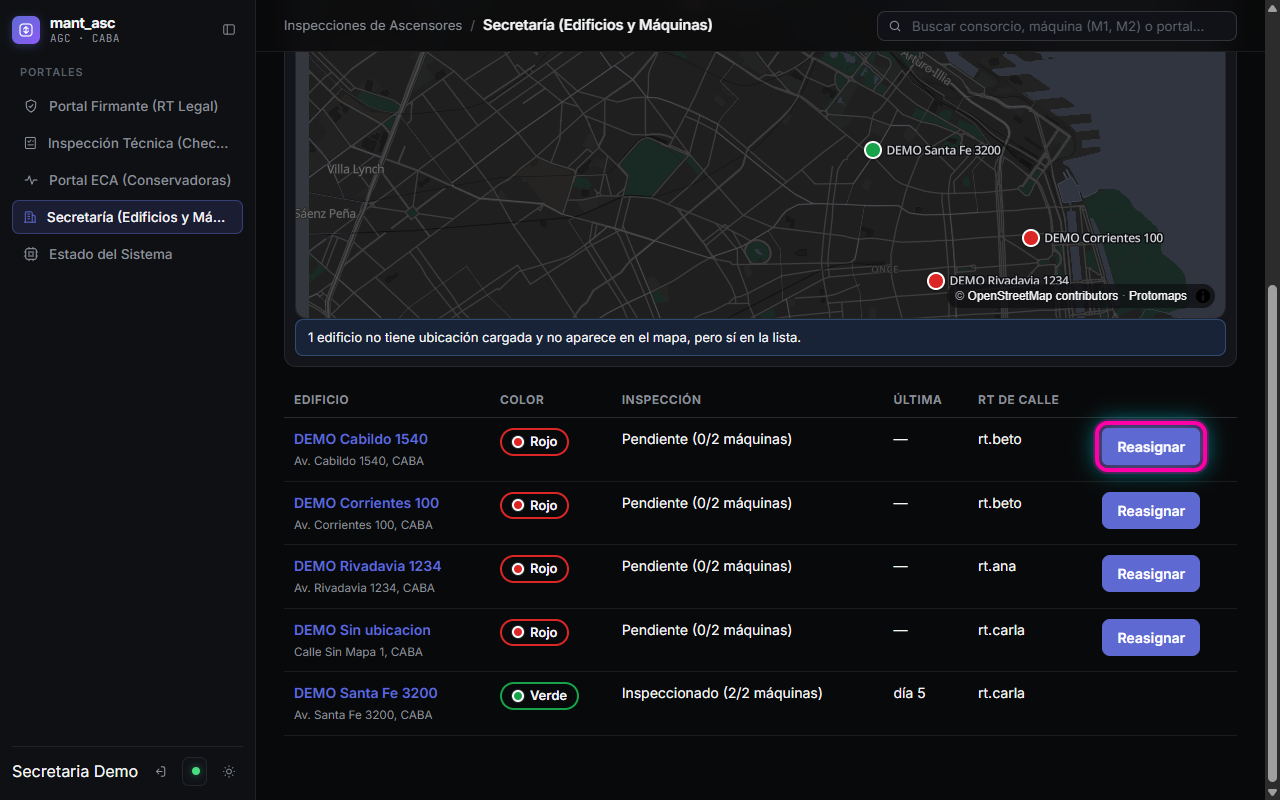 mant_asc
AGC · CABA
PORTALES
Portal Firmante (RT Legal)
Inspección Técnica (Chec...
Portal ECA (Conservadoras)
Secretaría (Edificios y Má...
Estado del Sistema
Secretaria Demo
Inspecciones de Ascensores / Secretaría (Edificios y Máquinas)
Buscar consorcio, máquina (M1, M2) o portal...
Arturo Illia
Villa Lynch
Sáenz Peña
ONCE
DEMO Santa Fe 3200
DEMO Corrientes 100
DEMO Rivadavia 1234
© OpenStreetMap contributors · Protomaps
1 edificio no tiene ubicación cargada y no aparece en el mapa, pero sí en la lista.
EDIFICIO COLOR INSPECCIÓN ÚLTIMA RT DE CALLE
DEMO Cabildo 1540 Rojo Pendiente (0/2 máquinas) — rt.beto Reasignar
Av. Cabildo 1540, CABA
DEMO Corrientes 100 Rojo Pendiente (0/2 máquinas) — rt.beto Reasignar
Av. Corrientes 100, CABA
DEMO Rivadavia 1234 Rojo Pendiente (0/2 máquinas) — rt.ana Reasignar
Av. Rivadavia 1234, CABA
DEMO Sin ubicacion Rojo Pendiente (0/2 máquinas) — rt.carla Reasignar
Calle Sin Mapa 1, CABA
DEMO Santa Fe 3200 Verde Inspeccionado (2/2 máquinas) día 5 rt.carla
Av. Santa Fe 3200, CABA